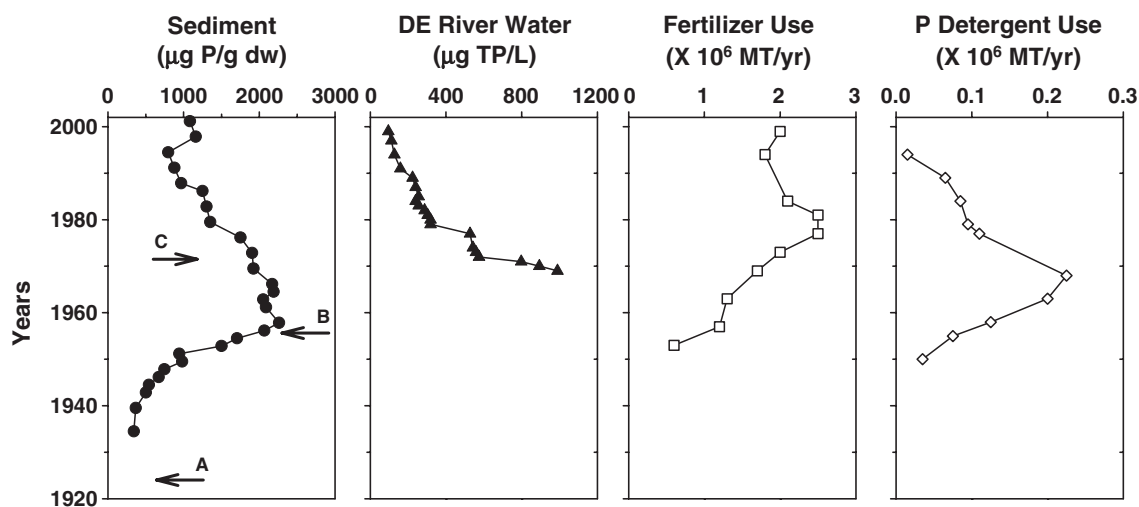 Sediment
(μg P/g dw)
DE River Water
(μg TP/L)
Fertilizer Use
(X 10⁶ MT/yr)
P Detergent Use
(X 10⁶ MT/yr)
0 1000 2000 3000
0 400 800 1200
0 1 2 3
0.0 0.1 0.2 0.3
Years
2000
1980
1960
1940
1920
C
B
A